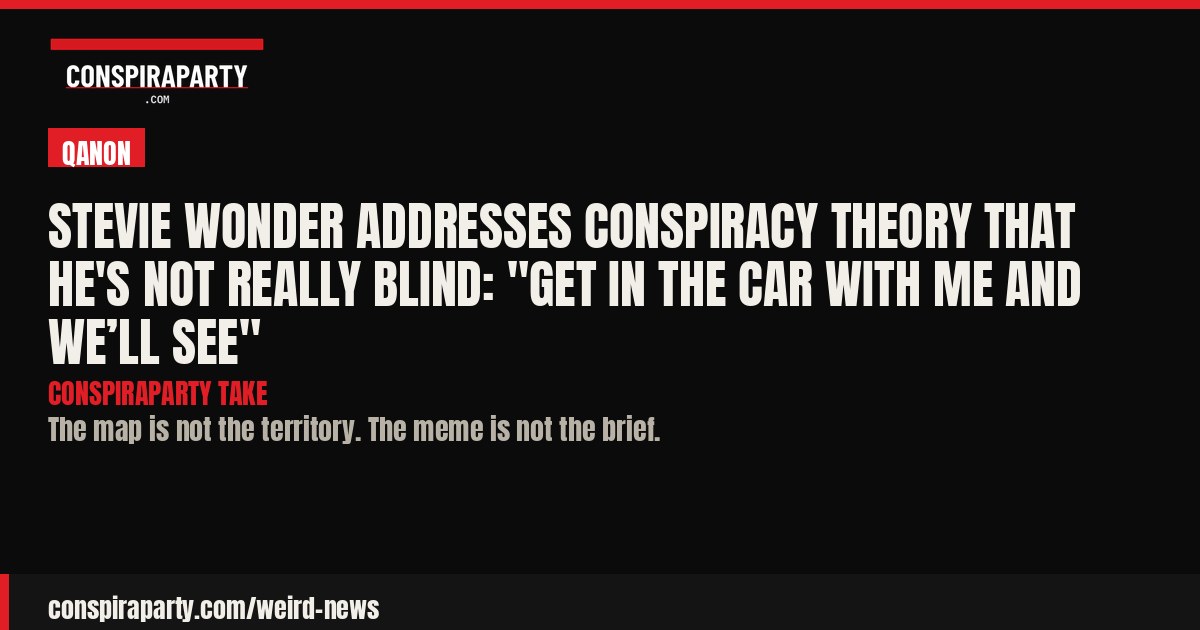 CONSPIRAPARTY
.COM
QANON
STEVIE WONDER ADDRESSES CONSPIRACY THEORY THAT
HE'S NOT REALLY BLIND: "GET IN THE CAR WITH ME AND
WE’LL SEE"
CONSPIRAPARTY TAKE
The map is not the territory. The meme is not the brief.
conspiraparty.com/weird-news